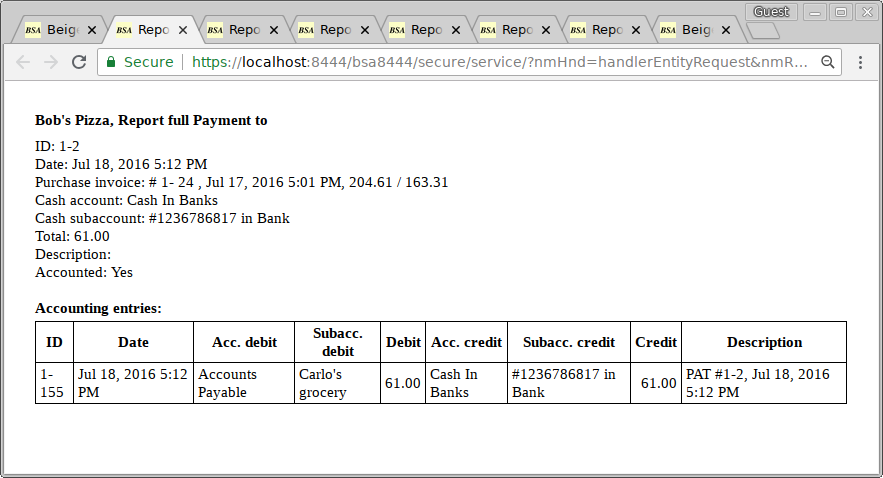 Guest
BSA Beige
BSA Repo
BSA Repo
BSA Repo
BSA Repo
BSA Repo
BSA Repo
BSA Beige
Secure https://localhost:8444/bsa8444/secure/service/?nmHnd=handlerEntityRequest&nmR...
Bob's Pizza, Report full Payment to
ID: 1-2
Date: Jul 18, 2016 5:12 PM
Purchase invoice: # 1- 24 , Jul 17, 2016 5:01 PM, 204.61 / 163.31
Cash account: Cash In Banks
Cash subaccount: #1236786817 in Bank
Total: 61.00
Description:
Accounted: Yes
Accounting entries:
ID Date Acc. debit Subacc. debit Debit Acc. credit Subacc. credit Credit Description
1-155 Jul 18, 2016 5:12 PM Accounts Payable Carlo's grocery 61.00 Cash In Banks #1236786817 in Bank 61.00 PAT #1-2, Jul 18, 2016 5:12 PM